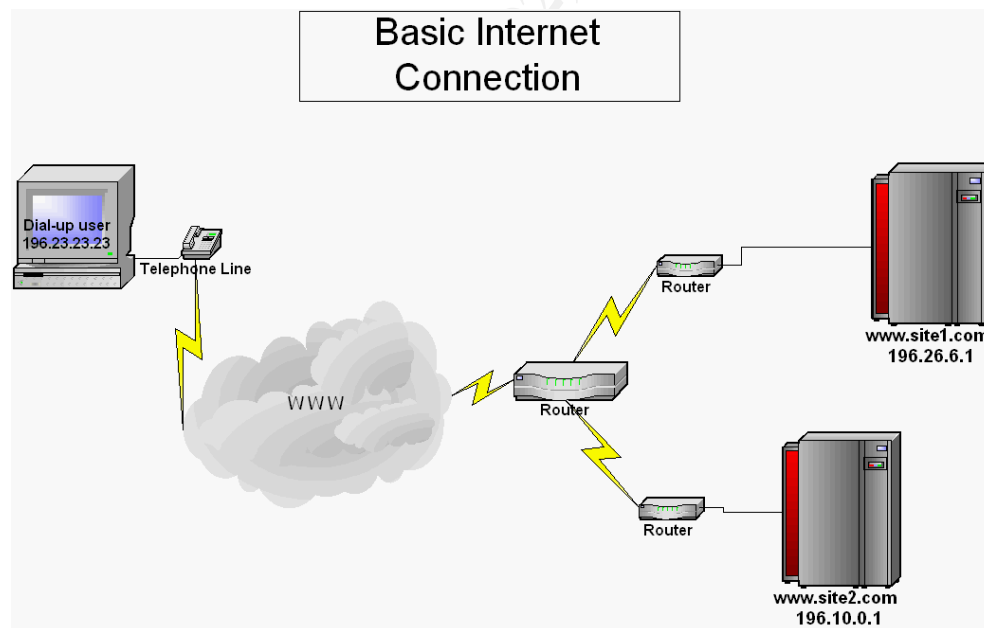 Basic Internet
Connection
Dial-up user
196.23.23.23
Telephone Line
Router
www.site1.com
196.26.6.1
WWW
Router
Router
www.site2.com
196.10.0.1